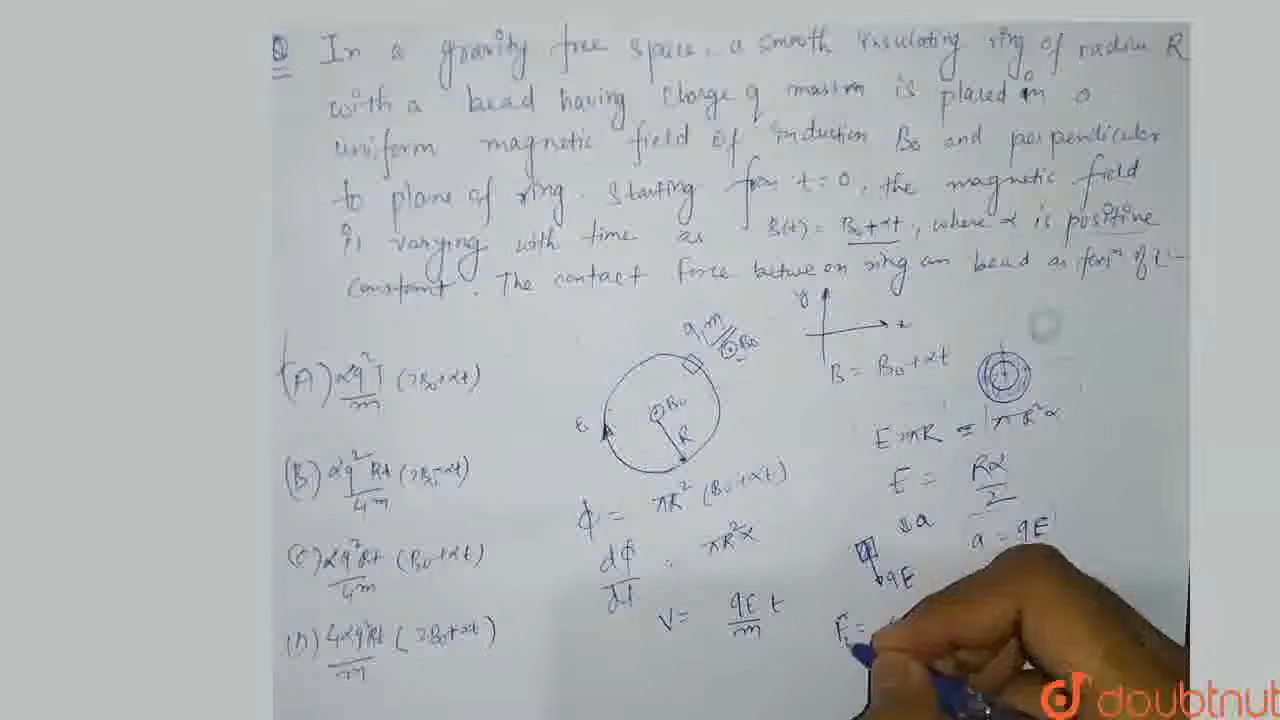 Q In a gravity free space, a smooth insulating ring of radius R
with a bead having charge q mass m is placed in a
uniform magnetic field of induction B₀ and perpendicular
to plane of ring. Starting from t=0, the magnetic field
is varying with time as B(t) = B₀+αt, where α is positive
constant. The contact force between ring an bead as funⁿ of t:-
(A) αq²t/m (2B₀+αt)
(B) αq²Rt/4m (2B₀+αt)
(C) αq²Rt/4m (B₀+αt)
(D) 4αq²Rt/m (2B₀+αt)
q, m
B₀
B₀
R
E
ϕ = πR² (B₀+αt)
dϕ/dt = πR²α
V = qE/m t
y
x
B = B₀+αt
E 2πR = πR²α
E = Rα/2
a
a = qE
qE
F =
doubtnut